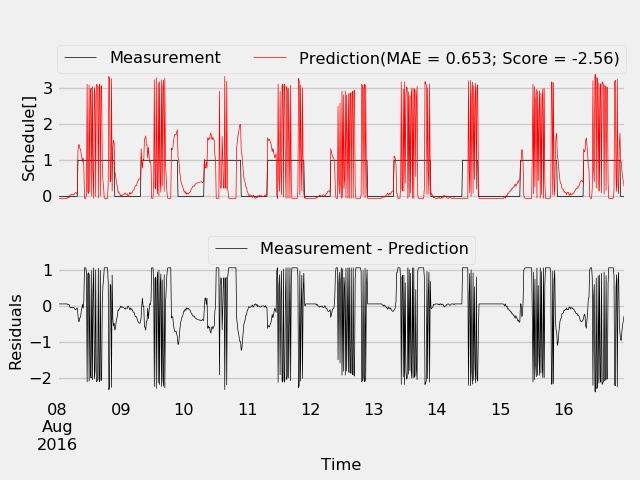 Measurement Prediction(MAE = 0.653; Score = -2.56)
Schedule[]
3
2
1
0
Measurement - Prediction
Residuals
1
0
−1
−2
08 09 10 11 12 13 14 15 16
Aug
2016
Time